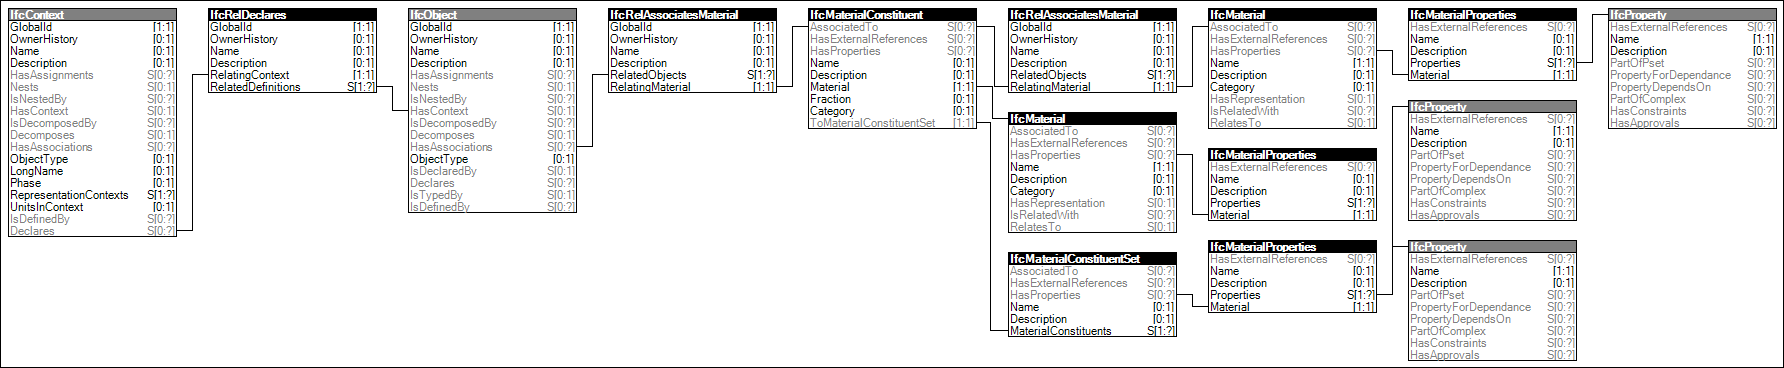 IfcContext
GlobalId [1:1]
OwnerHistory [0:1]
Name [0:1]
Description [0:1]
HasAssignments S[0:?]
Nests S[0:1]
IsNestedBy S[0:?]
HasContext S[0:1]
IsDecomposedBy S[0:?]
Decomposes S[0:1]
HasAssociations S[0:?]
ObjectType [0:1]
LongName [0:1]
Phase [0:1]
RepresentationContexts S[1:?]
UnitsInContext [0:1]
IsDefinedBy S[0:?]
Declares S[0:?]
IfcRelDeclares
GlobalId [1:1]
OwnerHistory [0:1]
Name [0:1]
Description [0:1]
RelatingContext [1:1]
RelatedDefinitions S[1:?]
IfcObject
GlobalId [1:1]
OwnerHistory [0:1]
Name [0:1]
Description [0:1]
HasAssignments S[0:?]
Nests S[0:1]
IsNestedBy S[0:?]
HasContext S[0:1]
IsDecomposedBy S[0:?]
Decomposes S[0:1]
HasAssociations S[0:?]
ObjectType [0:1]
IsDeclaredBy S[0:1]
Declares S[0:?]
IsTypedBy S[0:1]
IsDefinedBy S[0:?]
IfcRelAssociatesMaterial
GlobalId [1:1]
OwnerHistory [0:1]
Name [0:1]
Description [0:1]
RelatedObjects S[1:?]
RelatingMaterial [1:1]
IfcMaterialConstituent
AssociatedTo S[0:?]
HasExternalReferences S[0:?]
HasProperties S[0:?]
Name [0:1]
Description [0:1]
Material [1:1]
Fraction [0:1]
Category [0:1]
ToMaterialConstituentSet [1:1]
IfcRelAssociatesMaterial
GlobalId [1:1]
OwnerHistory [0:1]
Name [0:1]
Description [0:1]
RelatedObjects S[1:?]
RelatingMaterial [1:1]
IfcMaterial
AssociatedTo S[0:?]
HasExternalReferences S[0:?]
HasProperties S[0:?]
Name [1:1]
Description [0:1]
Category [0:1]
HasRepresentation S[0:1]
IsRelatedWith S[0:?]
RelatesTo S[0:1]
IfcMaterialConstituentSet
AssociatedTo S[0:?]
HasExternalReferences S[0:?]
HasProperties S[0:?]
Name [0:1]
Description [0:1]
MaterialConstituents S[1:?]
IfcMaterial
AssociatedTo S[0:?]
HasExternalReferences S[0:?]
HasProperties S[0:?]
Name [1:1]
Description [0:1]
Category [0:1]
HasRepresentation S[0:1]
IsRelatedWith S[0:?]
RelatesTo S[0:1]
IfcMaterialProperties
HasExternalReferences S[0:?]
Name [0:1]
Description [0:1]
Properties S[1:?]
Material [1:1]
IfcMaterialProperties
HasExternalReferences S[0:?]
Name [0:1]
Description [0:1]
Properties S[1:?]
Material [1:1]
IfcMaterialProperties
HasExternalReferences S[0:?]
Name [0:1]
Description [0:1]
Properties S[1:?]
Material [1:1]
IfcProperty
HasExternalReferences S[0:?]
Name [1:1]
Description [0:1]
PartOfPset S[0:?]
PropertyForDependance S[0:?]
PropertyDependsOn S[0:?]
PartOfComplex S[0:?]
HasConstraints S[0:?]
HasApprovals S[0:?]
IfcProperty
HasExternalReferences S[0:?]
Name [1:1]
Description [0:1]
PartOfPset S[0:?]
PropertyForDependance S[0:?]
PropertyDependsOn S[0:?]
PartOfComplex S[0:?]
HasConstraints S[0:?]
HasApprovals S[0:?]
IfcProperty
HasExternalReferences S[0:?]
Name [1:1]
Description [0:1]
PartOfPset S[0:?]
PropertyForDependance S[0:?]
PropertyDependsOn S[0:?]
PartOfComplex S[0:?]
HasConstraints S[0:?]
HasApprovals S[0:?]